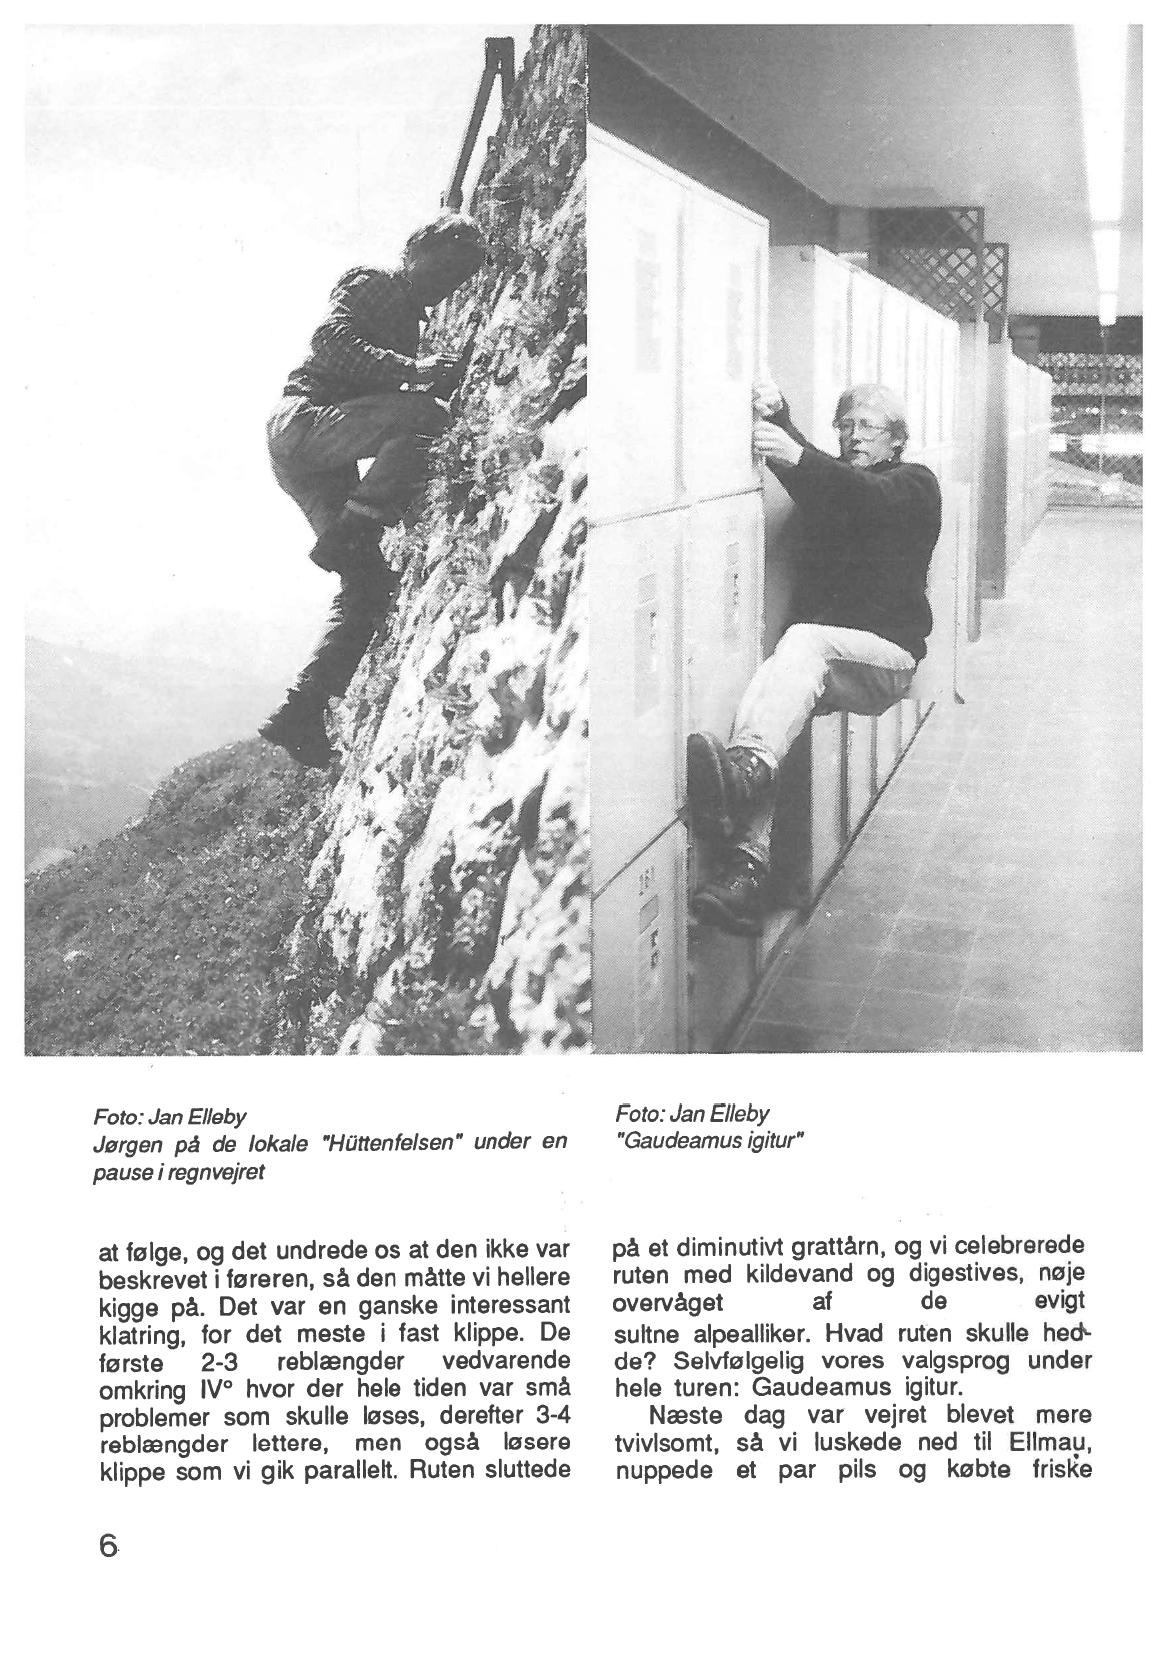 Foto: Jan Elleby
Jørgen på de lokale "Hüttenfelsen" under en
pause i regnvejret
Foto: Jan Elleby
"Gaudeamus igitur"
at følge, og det undrede os at den ikke var
beskrevet i føreren, så den måtte vi hellere
kigge på. Det var en ganske interessant
klatring, for det meste i fast klippe. De
første 2-3 reblængder vedvarende
omkring IV° hvor der hele tiden var små
problemer som skulle løses, derefter 3-4
reblængder lettere, men også løsere
klippe som vi gik parallelt. Ruten sluttede
på et diminutivt grattårn, og vi celebrerede
ruten med kildevand og digestives, nøje
overvåget af de evigt
sultne alpealliker. Hvad ruten skulle hed-
de? Selvfølgelig vores valgsprog under
hele turen: Gaudeamus igitur.
Næste dag var vejret blevet mere
tvivlsomt, så vi luskede ned til Ellmau,
nuppede et par pils og købte friske
6